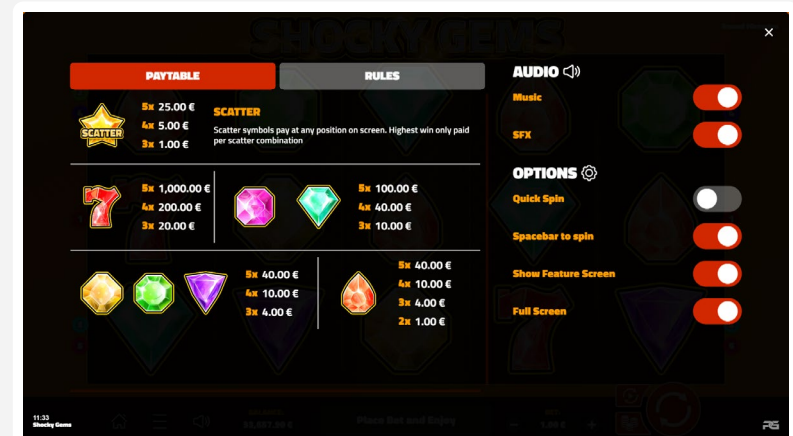 SHOCKY GEMS
PAYTABLE
RULES
SCATTER
5x 25.00 €
4x 5.00 €
3x 1.00 €
SCATTER
Scatter symbols pay at any position on screen. Highest win only paid
per scatter combination
5x 1,000.00 €
4x 200.00 €
3x 20.00 €
5x 100.00 €
4x 40.00 €
3x 10.00 €
5x 40.00 €
4x 10.00 €
3x 4.00 €
5x 40.00 €
4x 10.00 €
3x 4.00 €
2x 1.00 €
AUDIO
Music
SFX
OPTIONS
Quick Spin
Spacebar to spin
Show Feature Screen
Full Screen
11:33
Shocky Gems
Place Bet and Enjoy